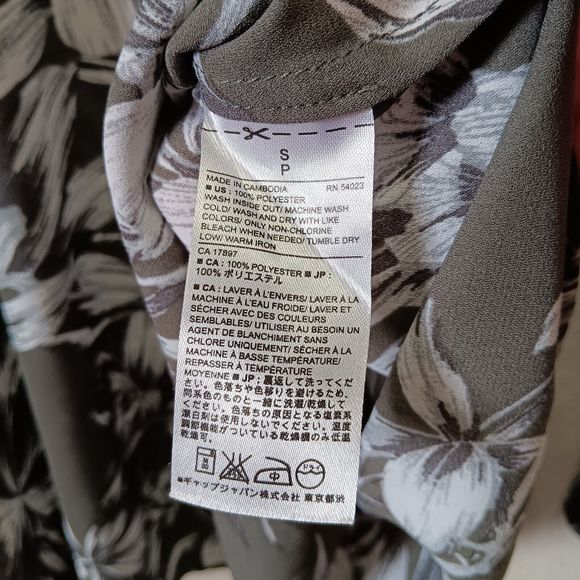 S
P
MADE IN CAMBODIA RN 54023
■ US : 100% POLYESTER
WASH INSIDE OUT/ MACHINE WASH
COLD/ WASH AND DRY WITH LIKE
COLORS/ ONLY NON-CHLORINE
BLEACH WHEN NEEDED/ TUMBLE DRY
LOW/ WARM IRON
CA 17897
■ CA : 100% POLYESTER ■ JP :
100% ポリエステル
■ CA : LAVER À L'ENVERS/ LAVER À LA
MACHINE À L'EAU FROIDE/ LAVER ET
SÉCHER AVEC DES COULEURS
SEMBLABLES/ UTILISER AU BESOIN UN
AGENT DE BLANCHIMENT SANS
CHLORE UNIQUEMENT/ SÉCHER À LA
MACHINE À BASSE TEMPÉRATURE/
REPASSER À TEMPÉRATURE
MOYENNE ■ JP : 裏返して洗ってくだ
さい。色落ちや色移りを避けるため、
同系色のものと一緒に洗濯/乾燥して
ください。色落ちの原因となる塩素系
漂白剤は使用しないでください。温度
調節機能がついている乾燥機のみ低温
乾燥可。
中
ドライ
■ギャップジャパン株式会社 東京都渋